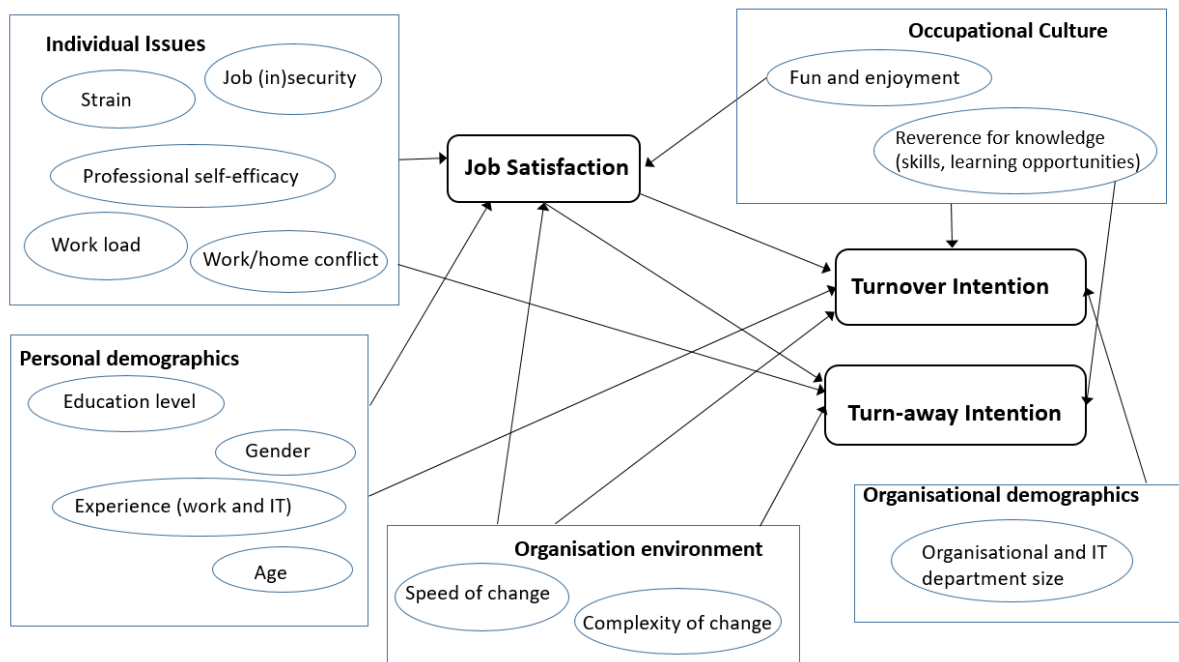 Individual Issues
Job (in)security
Strain
Professional self-efficacy
Work load
Work/home conflict
Personal demographics
Education level
Gender
Experience (work and IT)
Age
Job Satisfaction
Occupational Culture
Fun and enjoyment
Reverence for knowledge
(skills, learning opportunities)
Turnover Intention
Turn-away Intention
Organisation environment
Speed of change
Complexity of change
Organisational demographics
Organisational and IT
department size